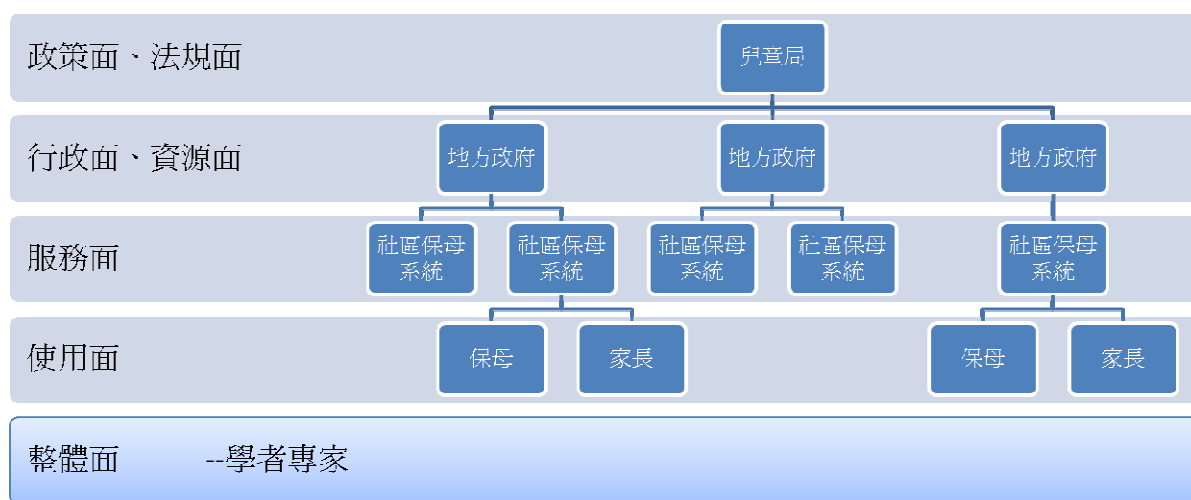 政策面、法規面
兒童局
行政面、資源面
地方政府
地方政府
地方政府
服務面
社區保母
系統
社區保母
系統
社區保母
系統
社區保母
系統
社區保母
系統
使用面
保母
家長
保母
家長
整體面 --學者專家